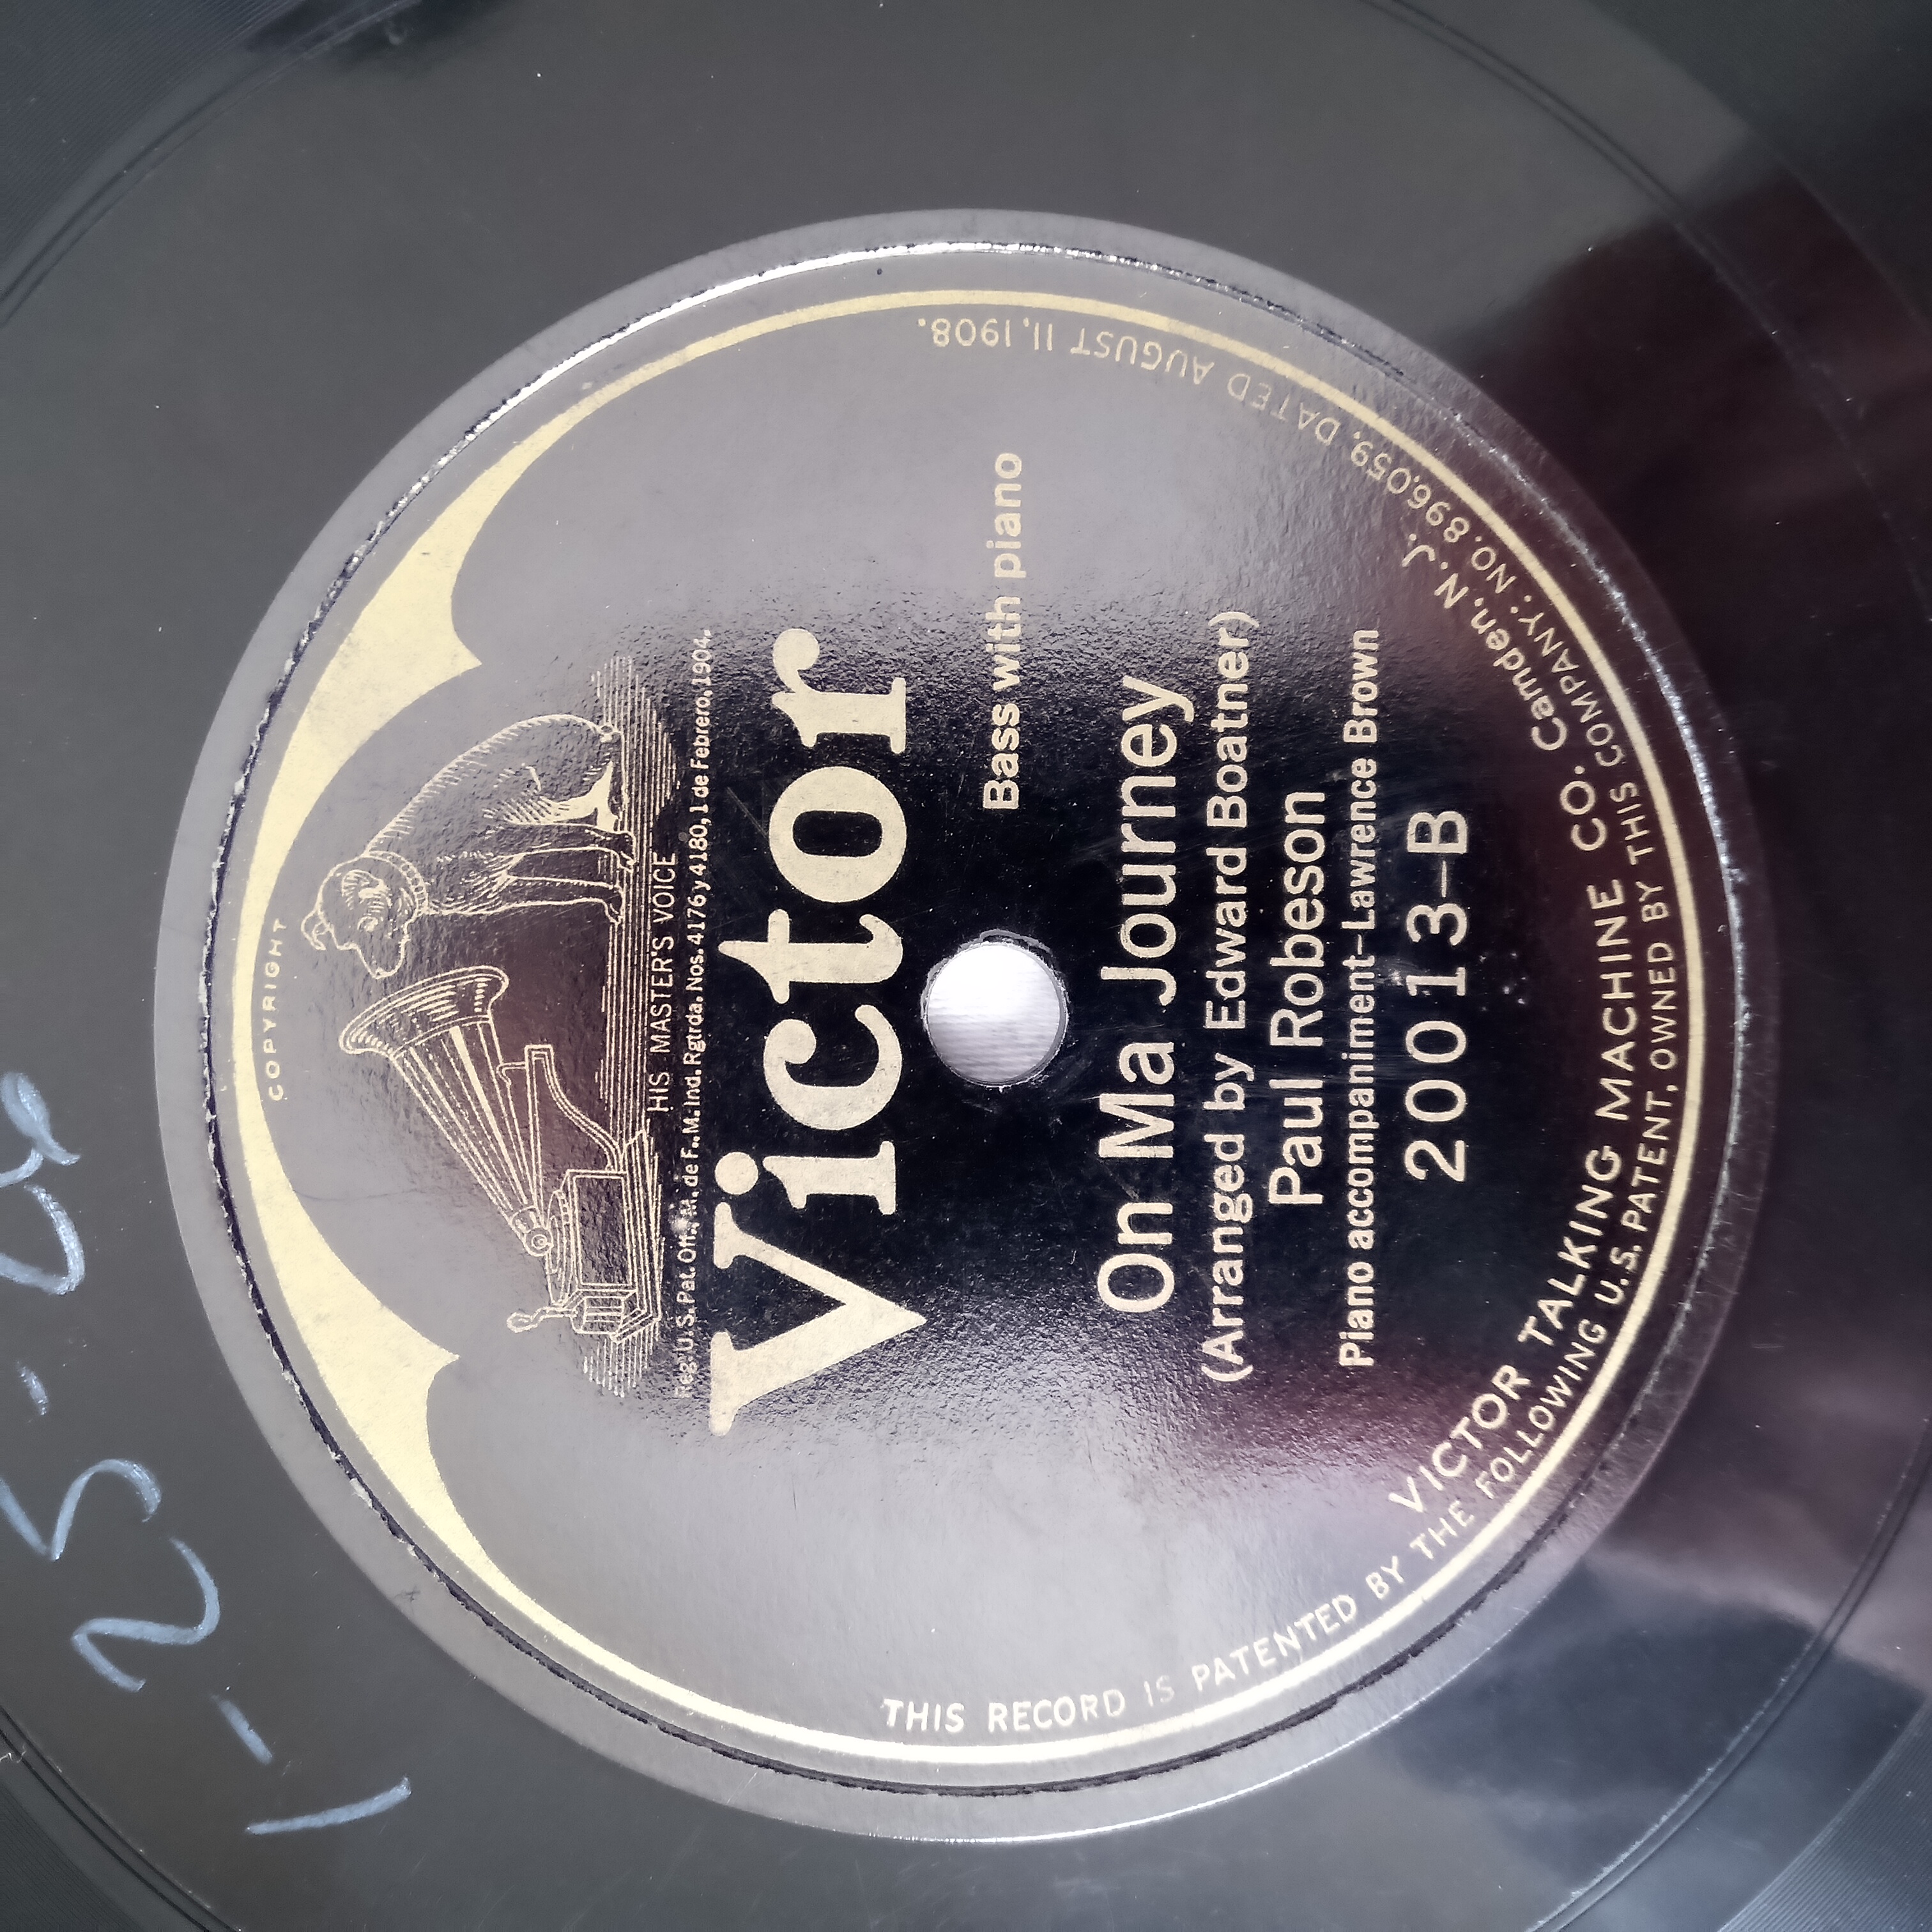 COPYRIGHT
HIS MASTER'S VOICE
Reg. U.S. Pat. Off., M. de F., M. Ind. Rgtrda. Nos. 4176 y 4180, 1 de Febrero, 1904.
Victor
Bass with piano
On Ma Journey
(Arranged by Edward Boatner)
Paul Robeson
Piano accompaniment-Lawrence Brown
20013-B
VICTOR TALKING MACHINE CO. Camden, N. J.
THIS RECORD IS PATENTED BY THE FOLLOWING U.S. PATENT, OWNED BY THIS COMPANY: NO. 896,059, DATED AUGUST 11, 1908.